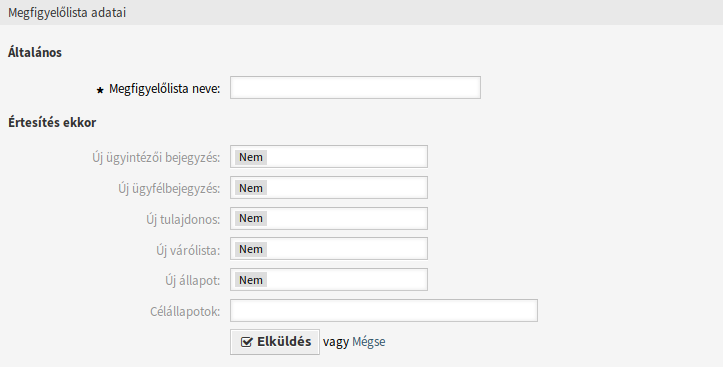 Megfigyelőlista adatai
Általános
★ Megfigyelőlista neve:
Értesítés ekkor
Új ügyintézői bejegyzés: Nem
Új ügyfélbejegyzés: Nem
Új tulajdonos: Nem
Új várólista: Nem
Új állapot: Nem
Célállapotok:
Elküldés vagy Mégse